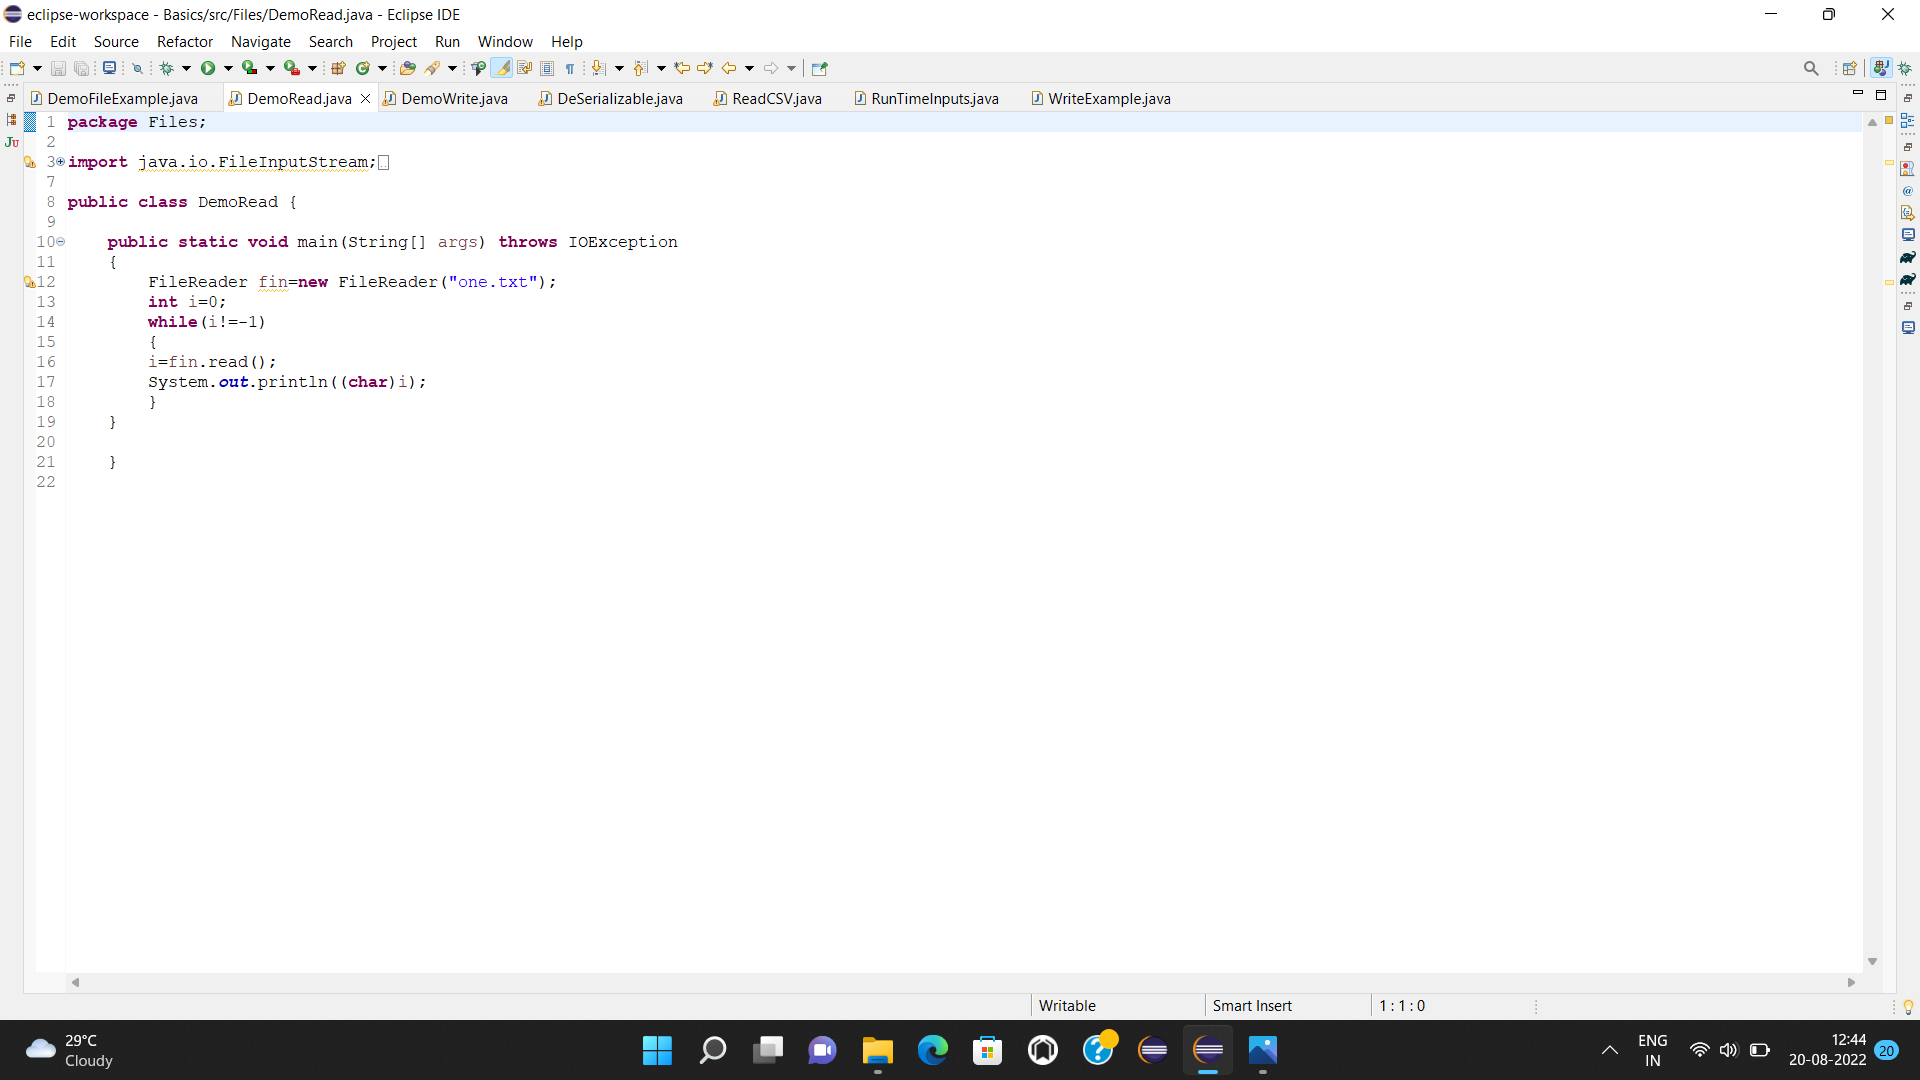 eclipse-workspace - Basics/src/Files/DemoRead.java - Eclipse IDE
File Edit Source Refactor Navigate Search Project Run Window Help
DemoFileExample.java DemoRead.java DemoWrite.java DeSerializable.java ReadCSV.java RunTimeInputs.java WriteExample.java
1 package Files;
2
3 import java.io.FileInputStream;
7
8 public class DemoRead {
9
10 public static void main(String[] args) throws IOException
11 {
12 FileReader fin=new FileReader("one.txt");
13 int i=0;
14 while(i!=-1)
15 {
16 i=fin.read();
17 System.out.println((char)i);
18 }
19 }
20
21 }
22
Ju
@
Writable Smart Insert 1 : 1 : 0
29°C
Cloudy
ENG
IN
12:44
20-08-2022
20